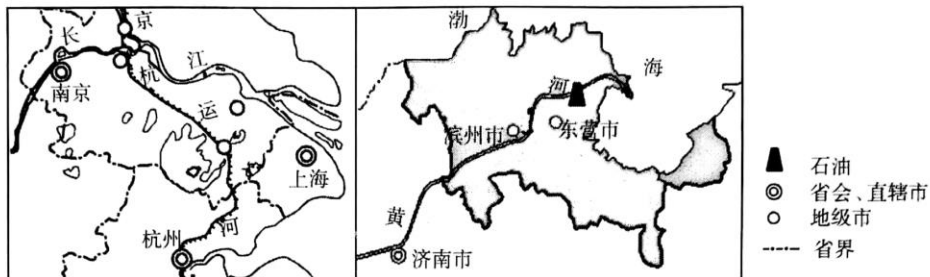 长
江
京
杭
运
河
南京
上海
杭州
渤
海
黄
河
滨州市
东营市
济南市
石油
省会、直辖市
地级市
省界